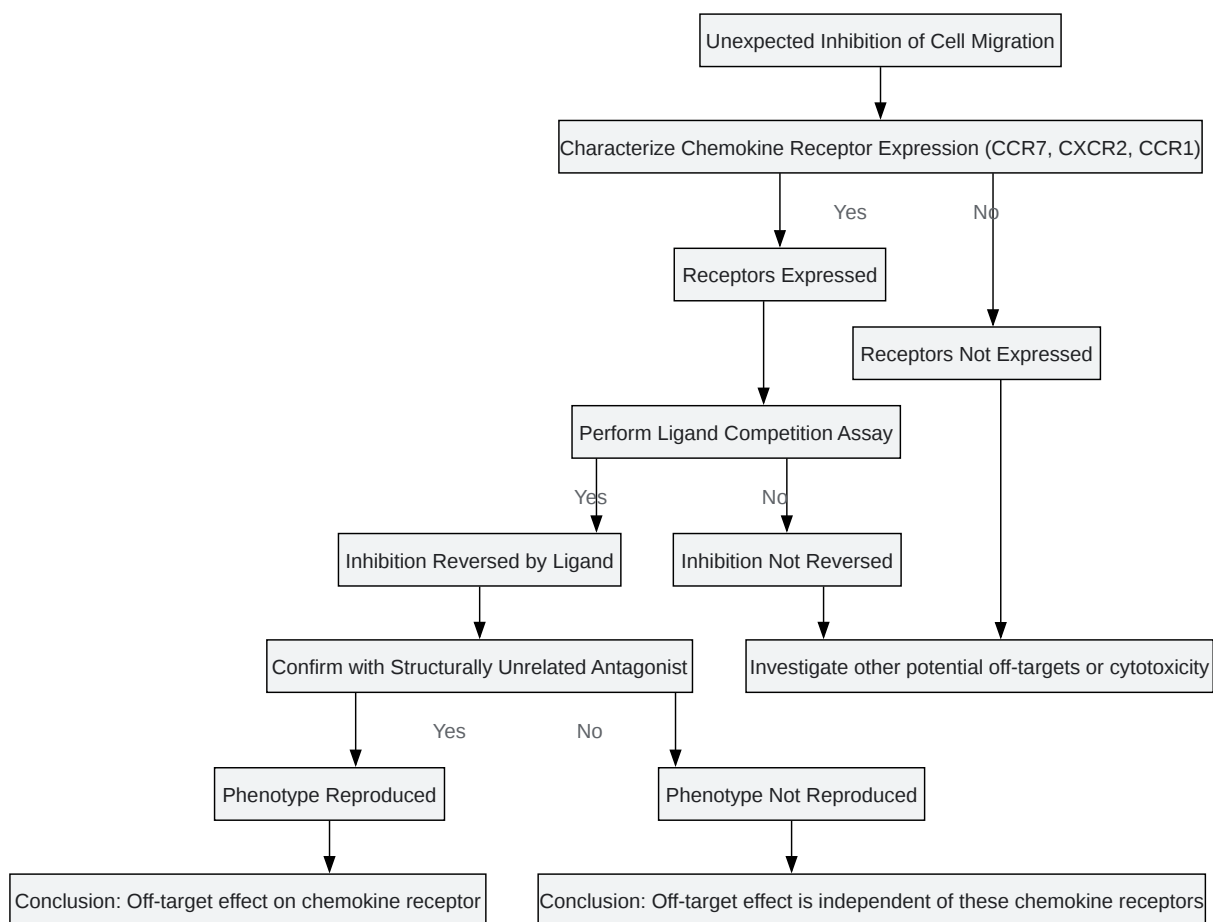 Unexpected Inhibition of Cell Migration
Characterize Chemokine Receptor Expression (CCR7, CXCR2, CCR1)
Yes
No
Receptors Expressed
Receptors Not Expressed
Perform Ligand Competition Assay
Yes
No
Inhibition Reversed by Ligand
Inhibition Not Reversed
Confirm with Structurally Unrelated Antagonist
Investigate other potential off-targets or cytotoxicity
Yes
No
Phenotype Reproduced
Phenotype Not Reproduced
Conclusion: Off-target effect on chemokine receptor
Conclusion: Off-target effect is independent of these chemokine receptors